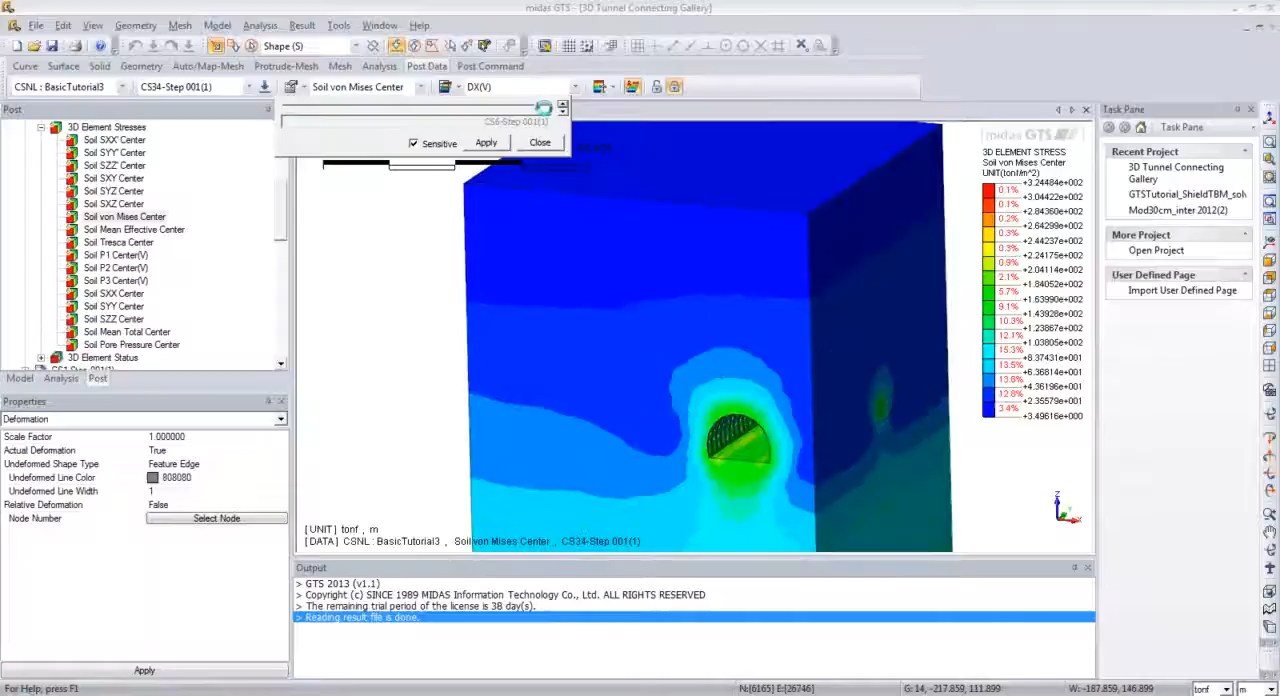 midas GTS - [3D Tunnel Connecting Gallery]
File Edit View Geometry Mesh Model Analysis Result Tools Window Help
Shape (S)
Curve Surface Solid Geometry Auto/Map-Mesh Protrude-Mesh Mesh Analysis Post Data Post Command
CSNL : BasicTutorial3 CS34-Step 001(1) Soil von Mises Center DX(V)
Post
3D Element Stresses
Soil SXX' Center
Soil SYY' Center
Soil SZZ' Center
Soil SXY Center
Soil SYZ Center
Soil SXZ Center
Soil von Mises Center
Soil Mean Effective Center
Soil Tresca Center
Soil P1 Center(V)
Soil P2 Center(V)
Soil P3 Center(V)
Soil SXX Center
Soil SYY Center
Soil SZZ Center
Soil Mean Total Center
Soil Pore Pressure Center
3D Element Status
Model Analysis Post
Properties
Deformation
Scale Factor 1.000000
Actual Deformation True
Undeformed Shape Type Feature Edge
Undeformed Line Color 808080
Undeformed Line Width 1
Relative Deformation False
Node Number Select Node
Apply
CS6-Step 001(1)
Sensitive Apply Close
midas GTS
3D ELEMENT STRESS
Soil von Mises Center
UNIT(tonf/m^2)
+3.24484e+002
0.1%
+3.04422e+002
0.1%
+2.84360e+002
0.2%
+2.64299e+002
0.3%
+2.44237e+002
0.3%
+2.24175e+002
0.9%
+2.04114e+002
2.1%
+1.84052e+002
5.7%
+1.63990e+002
9.1%
+1.43928e+002
10.3%
+1.23867e+002
12.1%
+1.03805e+002
15.3%
+8.37431e+001
13.5%
+6.36814e+001
13.6%
+4.36196e+001
12.8%
+2.35579e+001
3.4%
+3.49616e+000
Z
Y
X
[UNIT] tonf , m
[DATA] CSNL : BasicTutorial3 , Soil von Mises Center , CS34-Step 001(1)
Output
> GTS 2013 (v1.1)
> Copyright (c) SINCE 1989 MIDAS Information Technology Co., Ltd. ALL RIGHTS RESERVED
> The remaining trial period of the license is 38 day(s).
> Reading result file is done.
Task Pane
Task Pane
Recent Project
3D Tunnel Connecting
Gallery
GTSTutorial_ShieldTBM_solv
Mod30cm_inter 2012(2)
More Project
Open Project
User Defined Page
Import User Defined Page
For Help, press F1 N:[6165] E:[26746] G: 14, -217.859, 111.899 W: -187.859, 146.899 tonf m